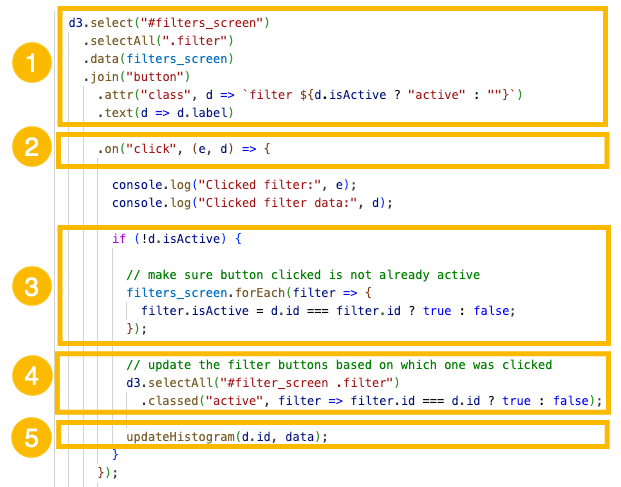 d3.select("#filters_screen")
1
.selectAll(".filter")
.data(filters_screen)
.join("button")
.attr("class", d => `filter ${d.isActive ? "active" : ""}`)
.text(d => d.label)
2
.on("click", (e, d) => {
console.log("Clicked filter:", e);
console.log("Clicked filter data:", d);
if (!d.isActive) {
3
// make sure button clicked is not already active
filters_screen.forEach(filter => {
filter.isActive = d.id === filter.id ? true : false;
});
4
// update the filter buttons based on which one was clicked
d3.selectAll("#filter_screen .filter")
.classed("active", filter => filter.id === d.id ? true : false);
5
updateHistogram(d.id, data);
}
});